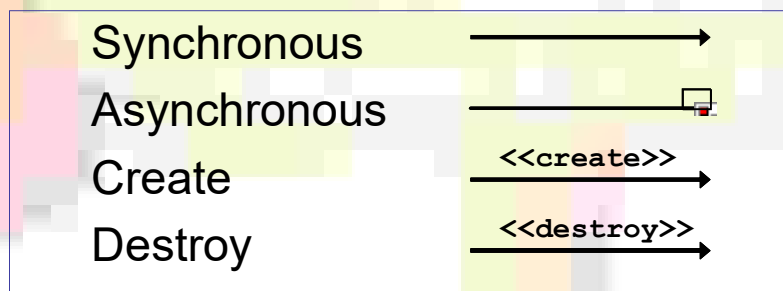 Synchronous
Asynchronous
<<create>>
Create
<<destroy>>
Destroy